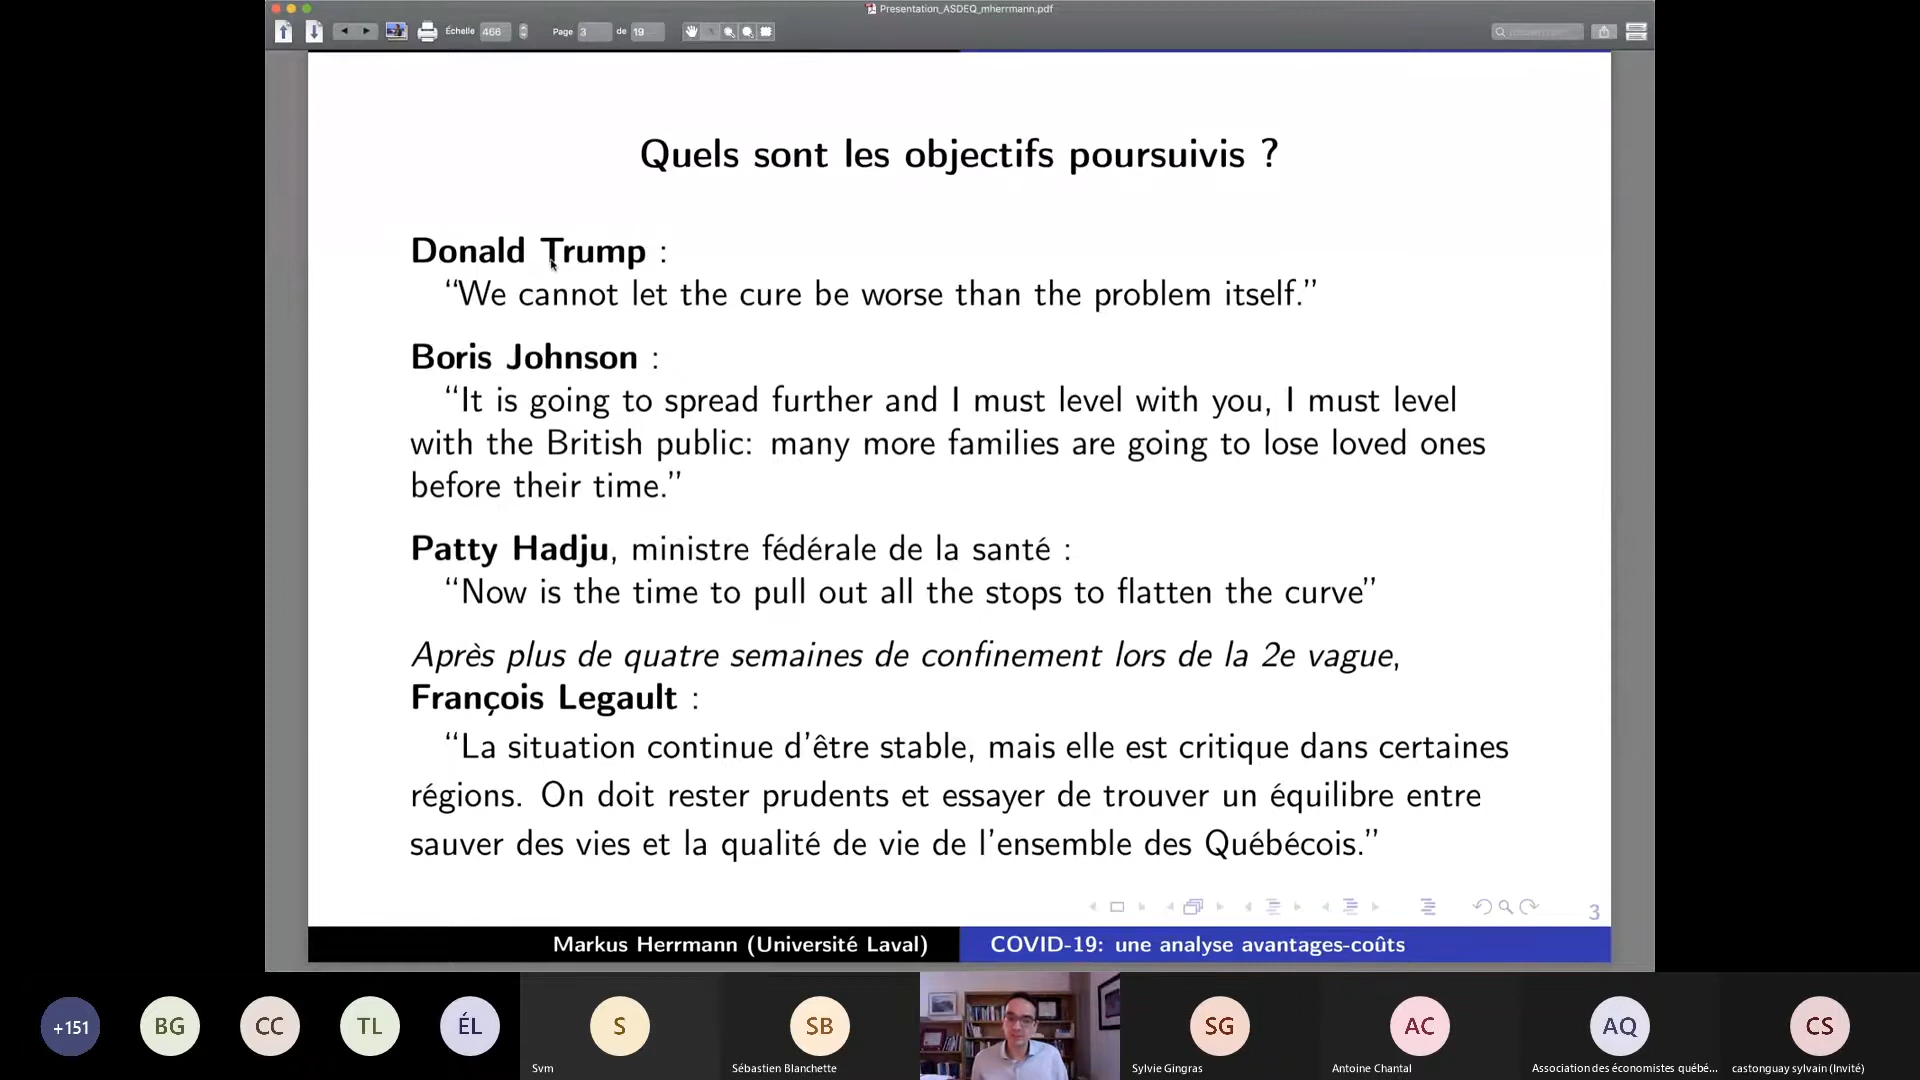 Presentation_ASDEQ_mherrmann.pdf
Échelle 466 Page 3 de 19
Quels sont les objectifs poursuivis ?
Donald Trump :
“We cannot let the cure be worse than the problem itself.”
Boris Johnson :
“It is going to spread further and I must level with you, I must level
with the British public: many more families are going to lose loved ones
before their time.”
Patty Hadju, ministre fédérale de la santé :
“Now is the time to pull out all the stops to flatten the curve”
Après plus de quatre semaines de confinement lors de la 2e vague,
François Legault :
“La situation continue d’être stable, mais elle est critique dans certaines
régions. On doit rester prudents et essayer de trouver un équilibre entre
sauver des vies et la qualité de vie de l’ensemble des Québécois.”
3
Markus Herrmann (Université Laval) COVID-19: une analyse avantages-coûts
+151 BG CC TL ÉL S SB SG AC AQ CS
Svm Sébastien Blanchette Sylvie Gingras Antoine Chantal Association des économistes québé... castonguay sylvain (Invité)